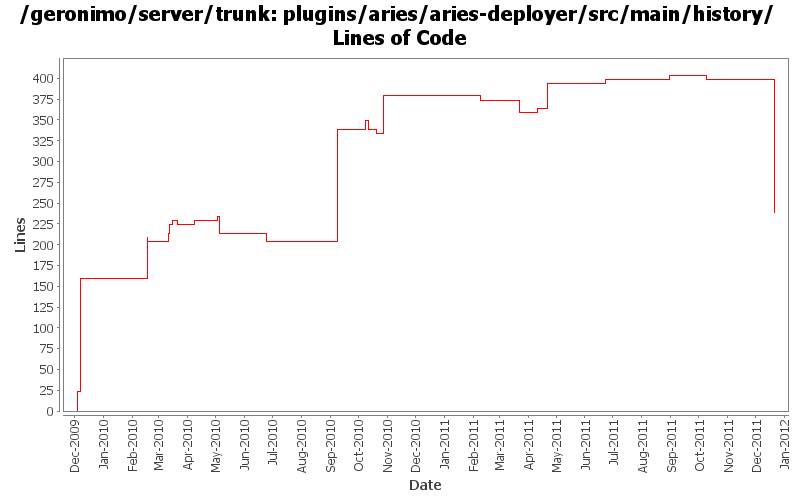 /geronimo/server/trunk: plugins/aries/aries-deployer/src/main/history/
Lines of Code
Lines
400
375
350
325
300
275
250
225
200
175
150
125
100
75
50
25
0
Dec-2009
Jan-2010
Feb-2010
Mar-2010
Apr-2010
May-2010
Jun-2010
Jul-2010
Aug-2010
Sep-2010
Oct-2010
Nov-2010
Dec-2010
Jan-2011
Feb-2011
Mar-2011
Apr-2011
May-2011
Jun-2011
Jul-2011
Aug-2011
Sep-2011
Oct-2011
Nov-2011
Dec-2011
Jan-2012
Date